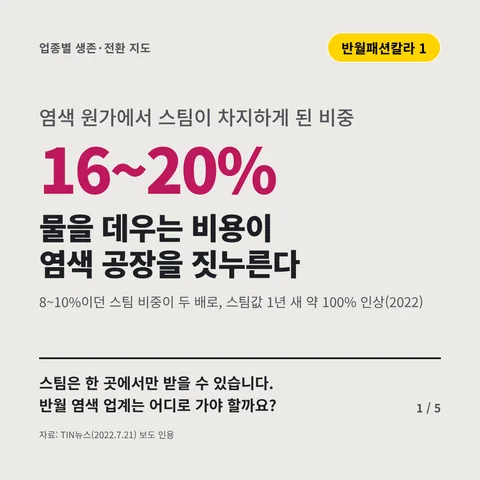 업종별 생존·전환 지도
반월패션칼라 1
염색 원가에서 스팀이 차지하게 된 비중
16~20%
물을 데우는 비용이
염색 공장을 짓누른다
8~10%이던 스팀 비중이 두 배로, 스팀값 1년 새 약 100% 인상(2022)
스팀은 한 곳에서만 받을 수 있습니다.
반월 염색 업계는 어디로 가야 할까요?
1 / 5
자료: TIN뉴스(2022.7.21) 보도 인용